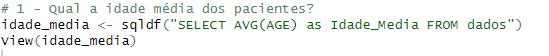 # 1 - Qual a idade média dos pacientes?
idade_media <- sqldf("SELECT AVG(AGE) as Idade_Media FROM dados")
View(idade_media)